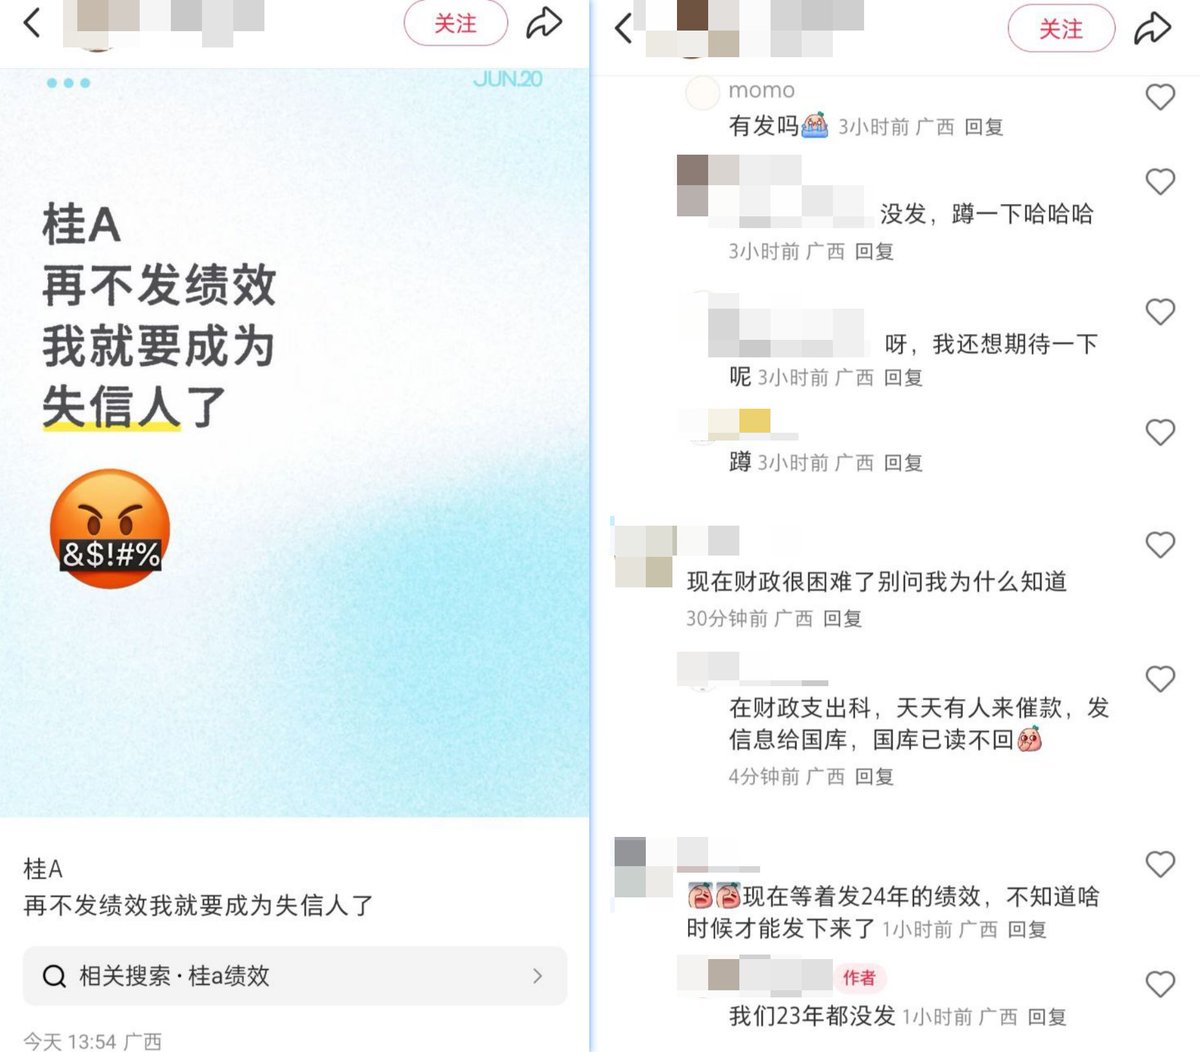 关注
JUN.20
桂A
再不发绩效
我就要成为
失信人了
&$!#%
桂A
再不发绩效我就要成为失信人了
相关搜索·桂a绩效
今天 13:54 广西
关注
momo
有发吗 3小时前 广西 回复
没发，蹲一下哈哈哈
3小时前 广西 回复
呀，我还想期待一下
呢 3小时前 广西 回复
蹲 3小时前 广西 回复
现在财政很困难了别问我为什么知道
30分钟前 广西 回复
在财政支出科，天天有人来催款，发
信息给国库，国库已读不回
4分钟前 广西 回复
现在等着发24年的绩效，不知道啥
时候才能发下来了 1小时前 广西 回复
作者
我们23年都没发 1小时前 广西 回复